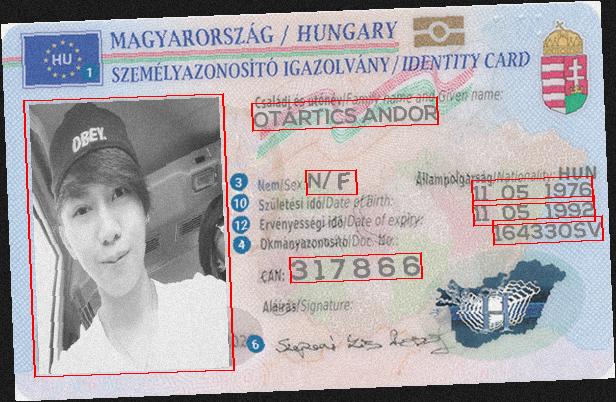 MAGYARORSZÁG / HUNGARY
HU
1
SZEMÉLYAZONOSÍTÓ IGAZOLVÁNY / IDENTITY CARD
Családi és utónév/Family name and Given name:
OTARTICS ANDOR
OBEY.
Állampolgárság/Nationality: HUN
3 Nem/Sex: N/F
10 Születési idő/Date of Birth: 11 05 1976
12 Érvényességi idő/Date of expiry: 11 05 1992
4 Okmányazonosító/Doc. No.: 164330SV
CAN: 317866
Aláírás/Signature:
6